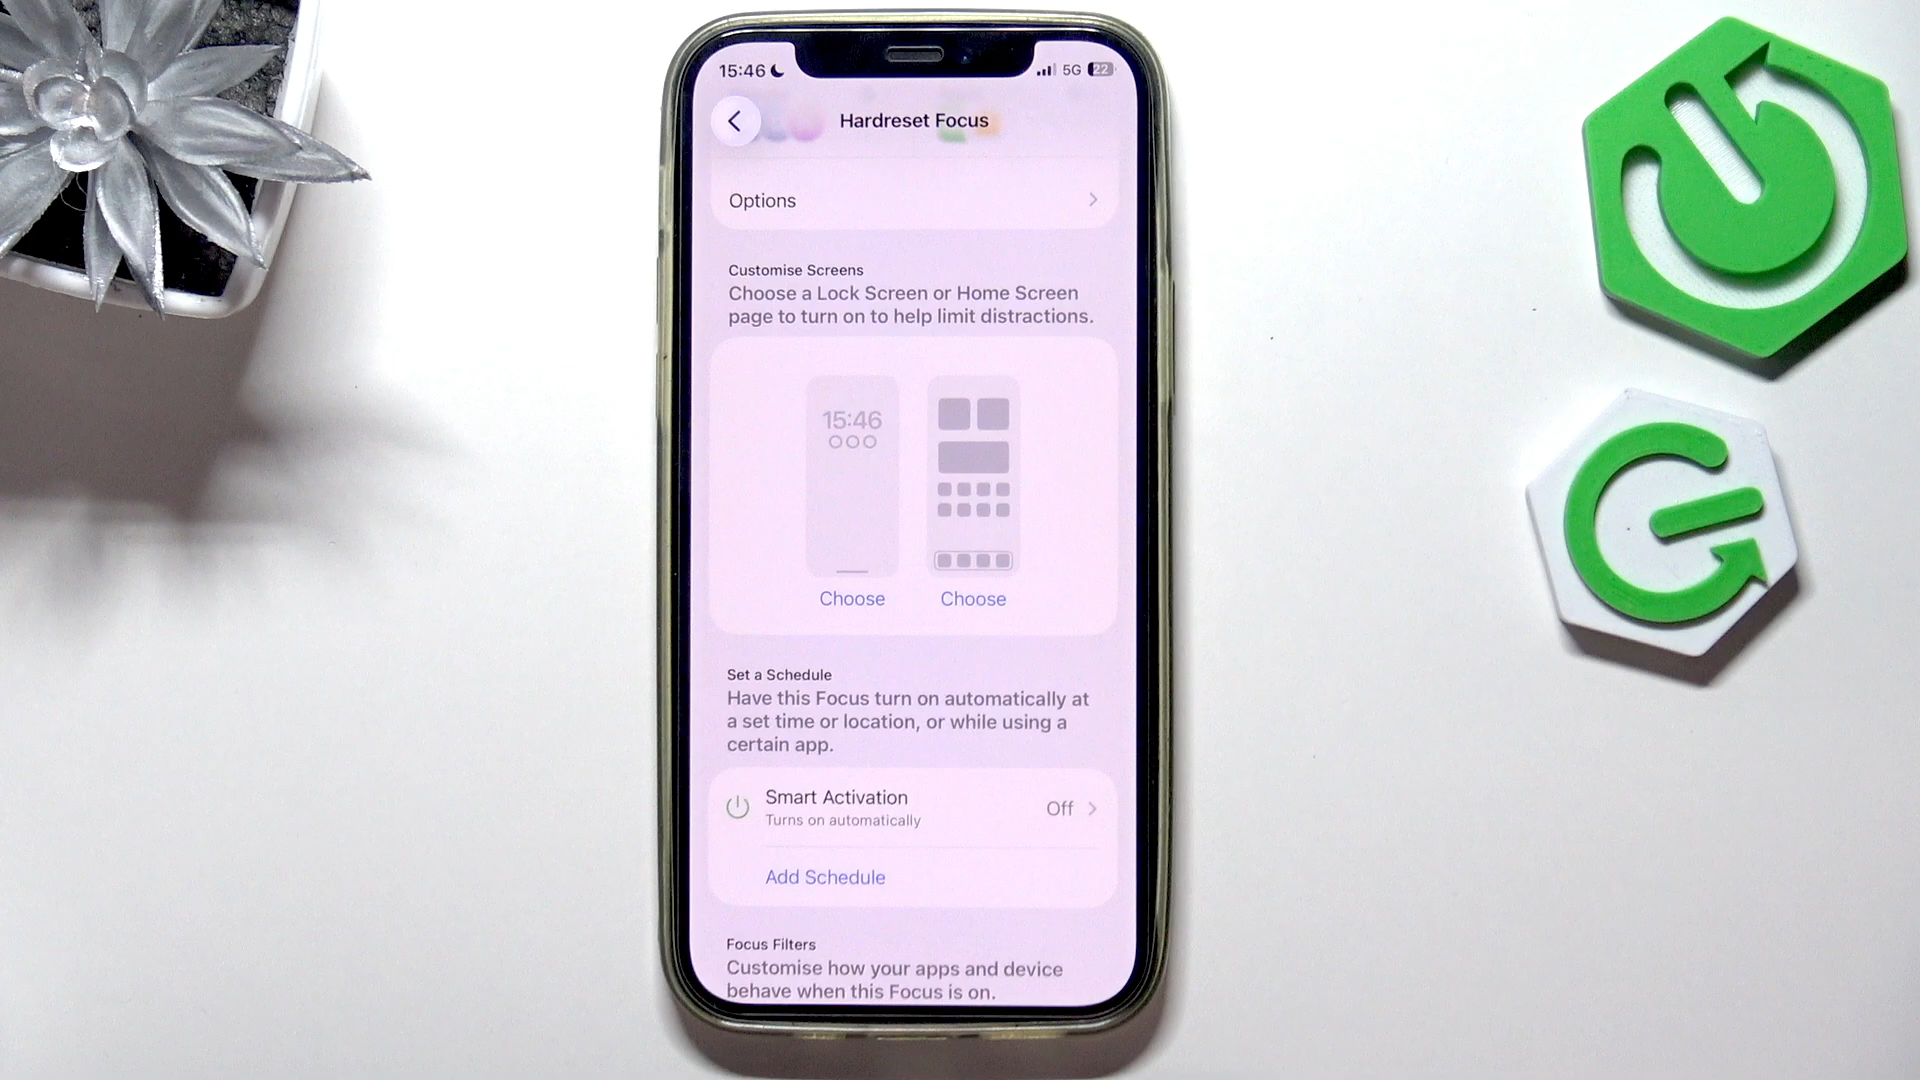 15:46
5G 22
Hardreset Focus
Options
Customise Screens
Choose a Lock Screen or Home Screen
page to turn on to help limit distractions.
15:46
Choose
Choose
Set a Schedule
Have this Focus turn on automatically at
a set time or location, or while using a
certain app.
Smart Activation
Off
Turns on automatically
Add Schedule
Focus Filters
Customise how your apps and device
behave when this Focus is on.